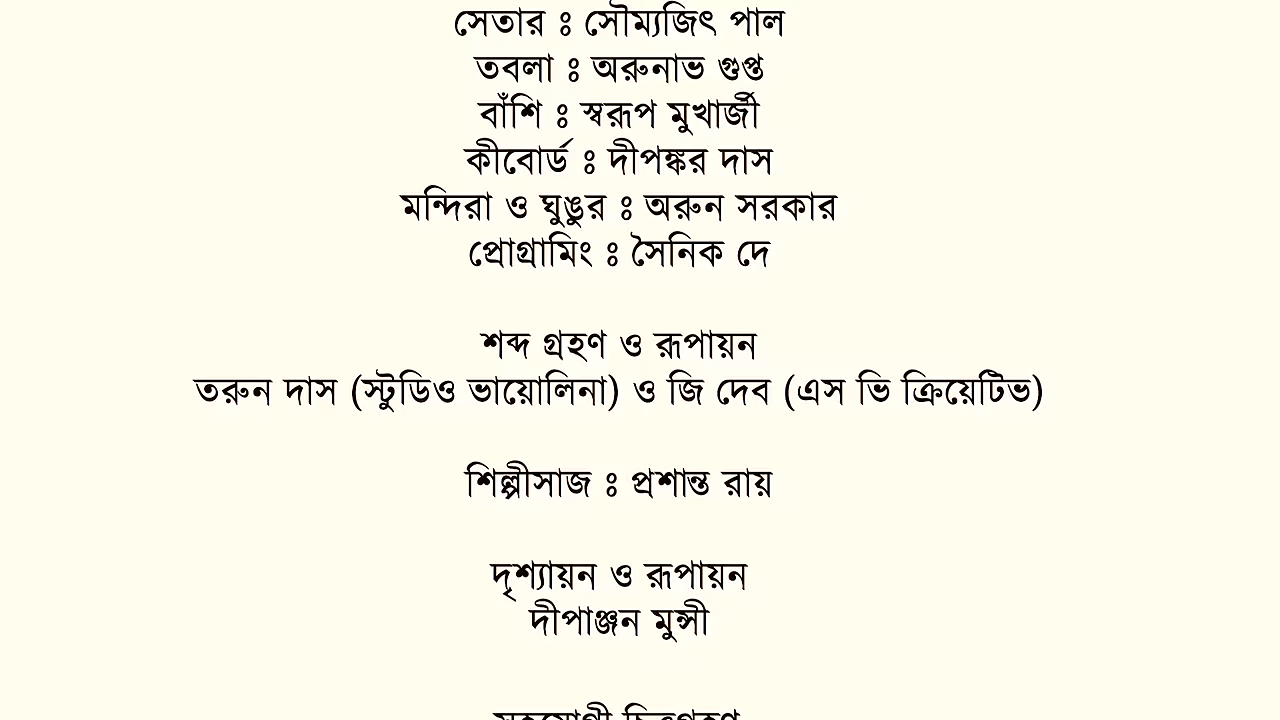 সেতার ঃ সৌম্যজিৎ পাল
তবলা ঃ অরুনাভ গুপ্ত
বাঁশি ঃ স্বরূপ মুখার্জী
কীবোর্ড ঃ দীপঙ্কর দাস
মন্দিরা ও ঘুঙুর ঃ অরুন সরকার
প্রোগ্রামিং ঃ সৈনিক দে
শব্দ গ্রহণ ও রূপায়ন
তরুন দাস (স্টুডিও ভায়োলিনা) ও জি দেব (এস ভি ক্রিয়েটিভ)
শিল্পীসাজ ঃ প্রশান্ত রায়
দৃশ্যায়ন ও রূপায়ন
দীপাঞ্জন মুন্সী